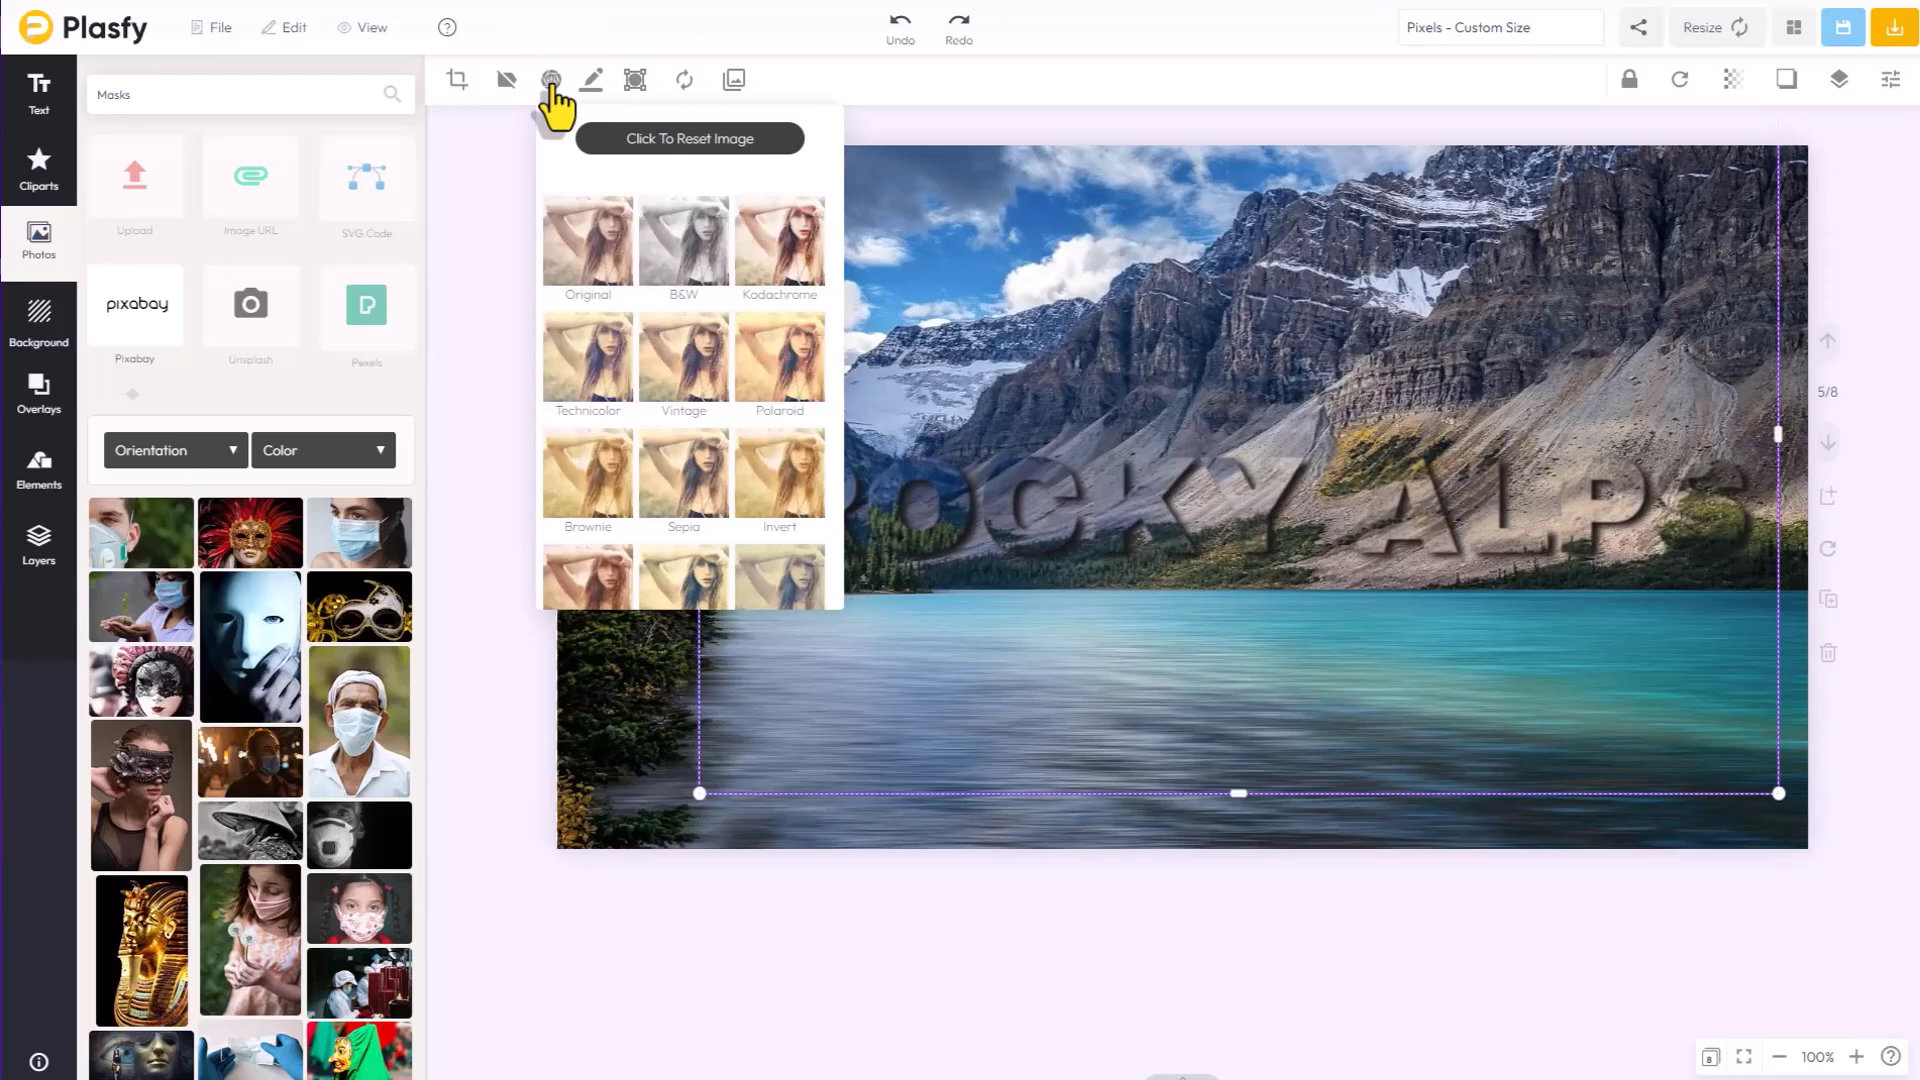 Plasfy
File
Edit
View
?
Undo
Redo
Pixels - Custom Size
Resize
Text
Cliparts
Photos
Background
Overlays
Elements
Layers
Masks
Upload
Image URL
SVG Code
pixabay
Pixabay
Unsplash
Pexels
Orientation
Color
Click To Reset Image
Original
B&W
Kodachrome
Technicolor
Vintage
Polaroid
Brownie
Sepia
Invert
ROCKY ALPS
5/8
8
100%
?